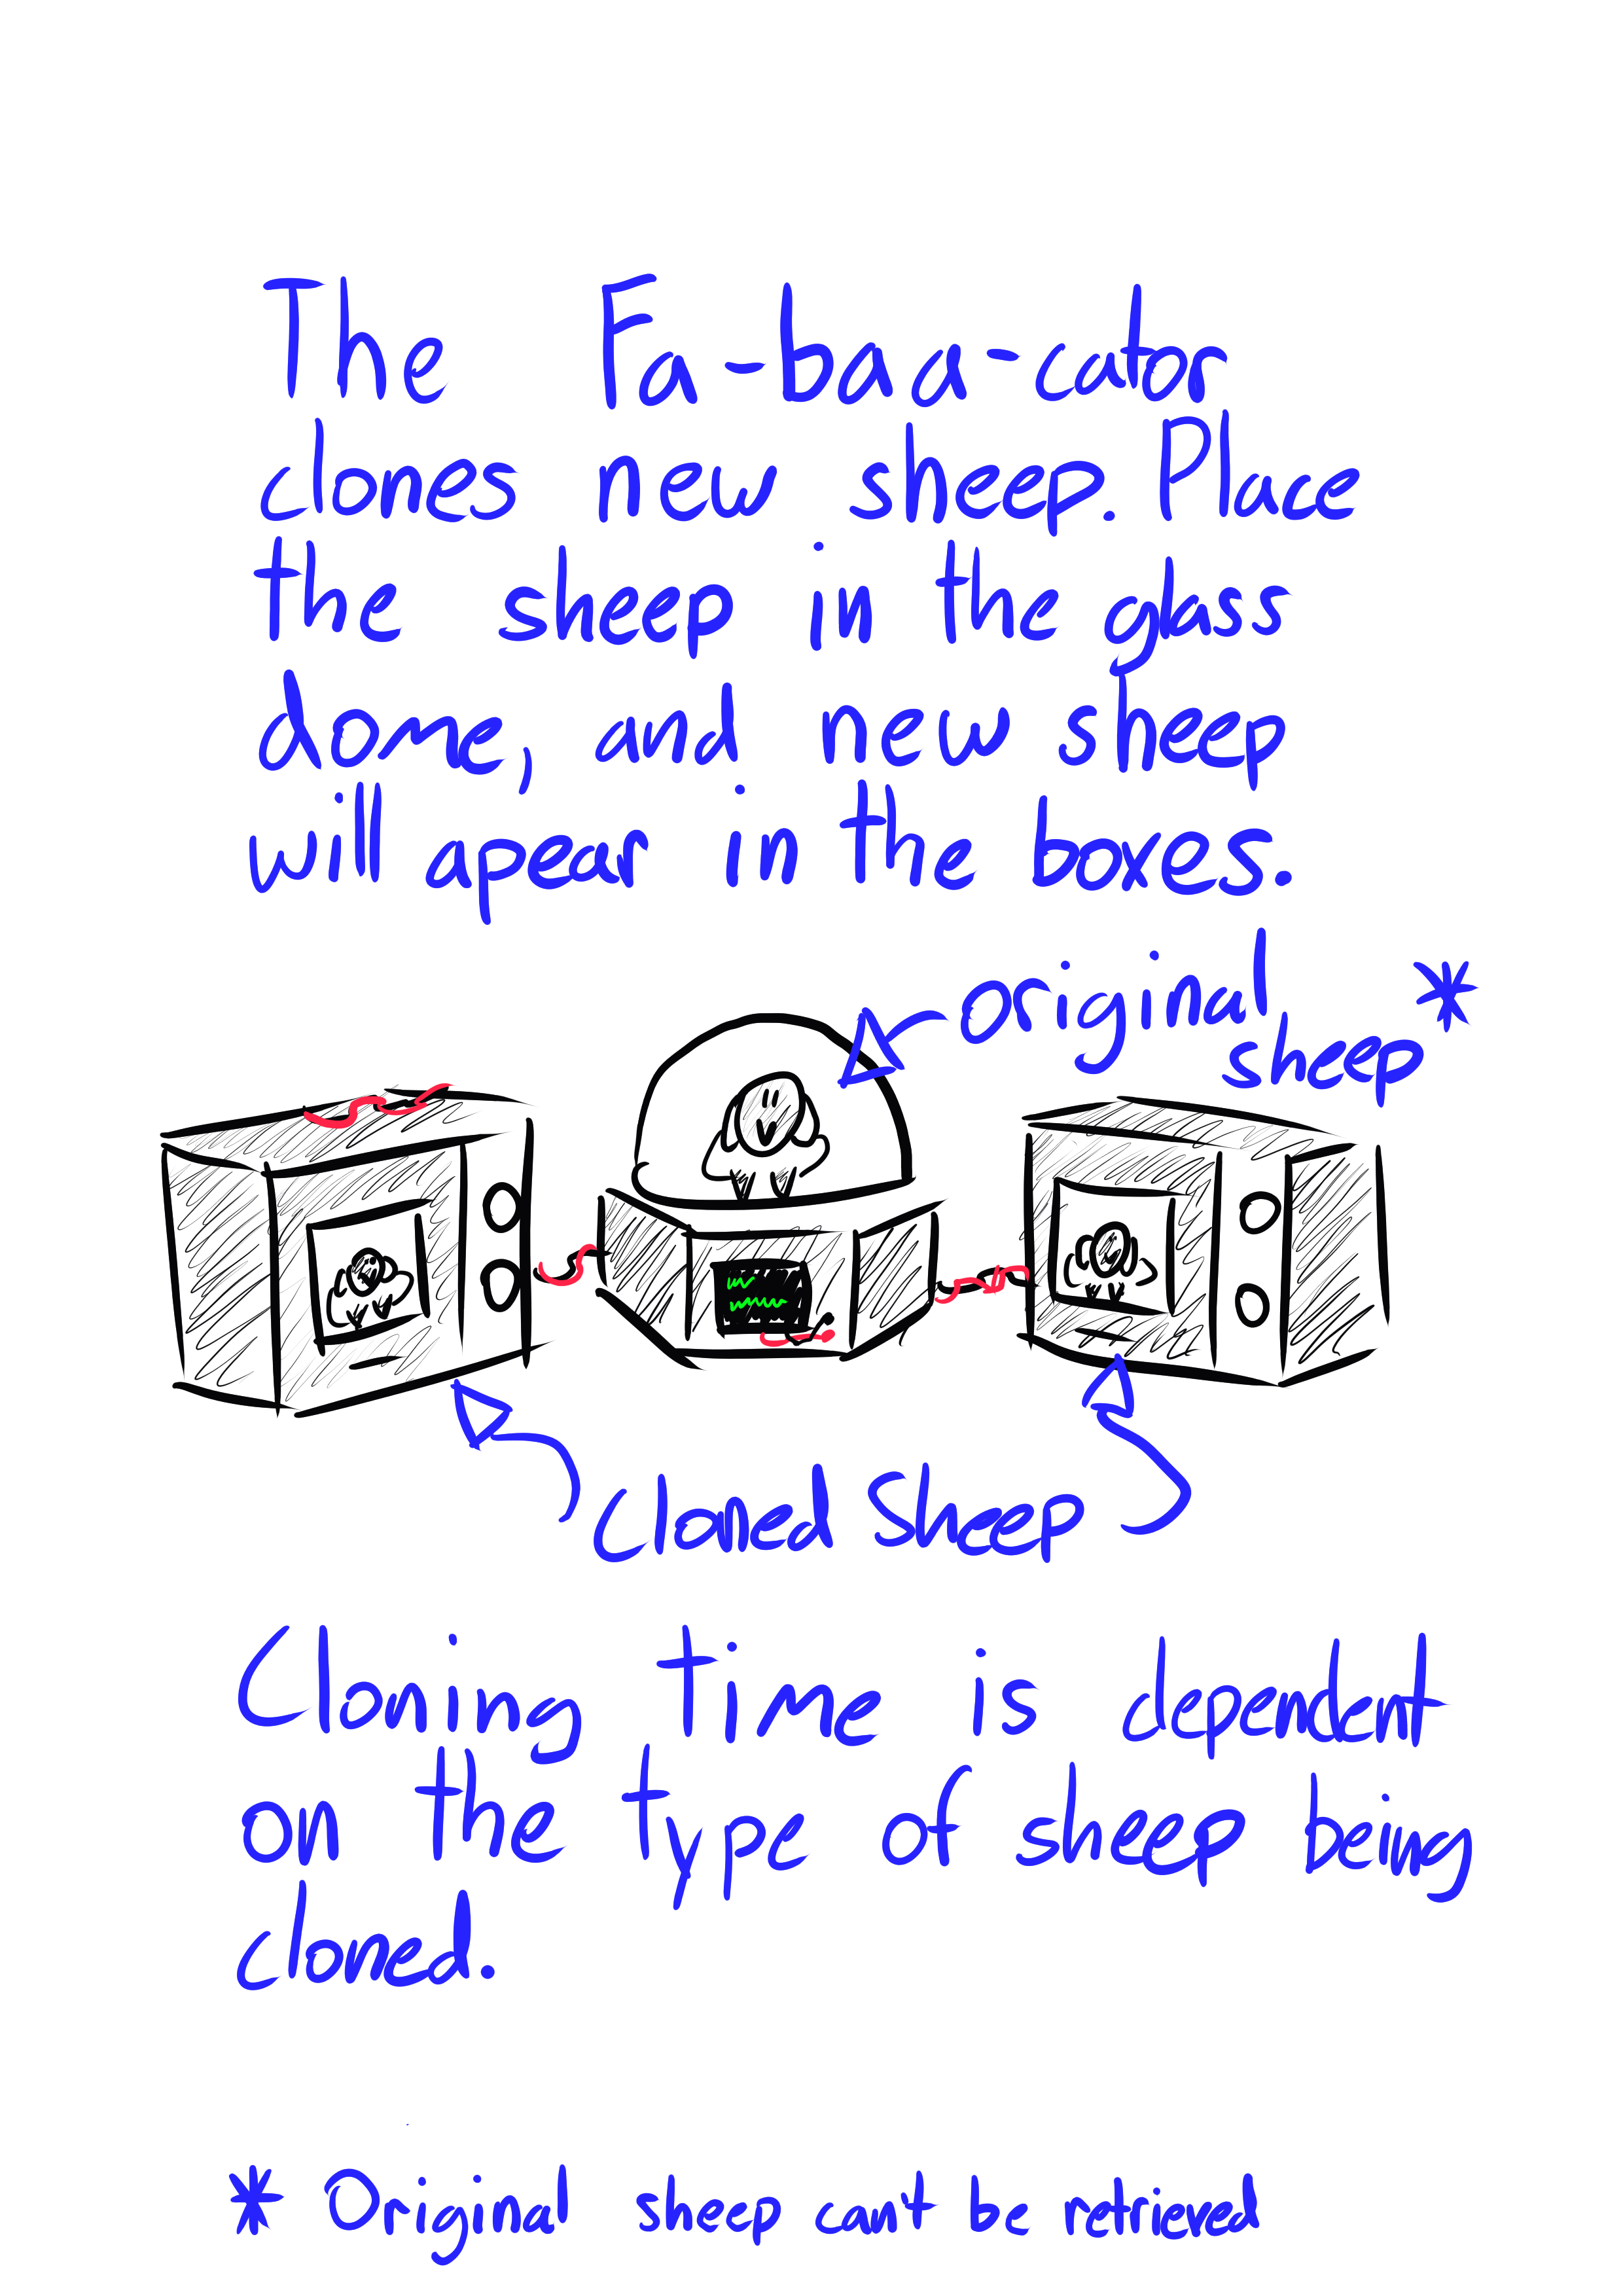 The Fa-baa-cator
clones new sheep. Place
the sheep in the glass
dome, and new sheep
will apear in the boxes.
original
sheep *
cloned Sheep
Cloning time is dependent
on the type of sheep being
cloned.
* Original sheep can't be retrieved